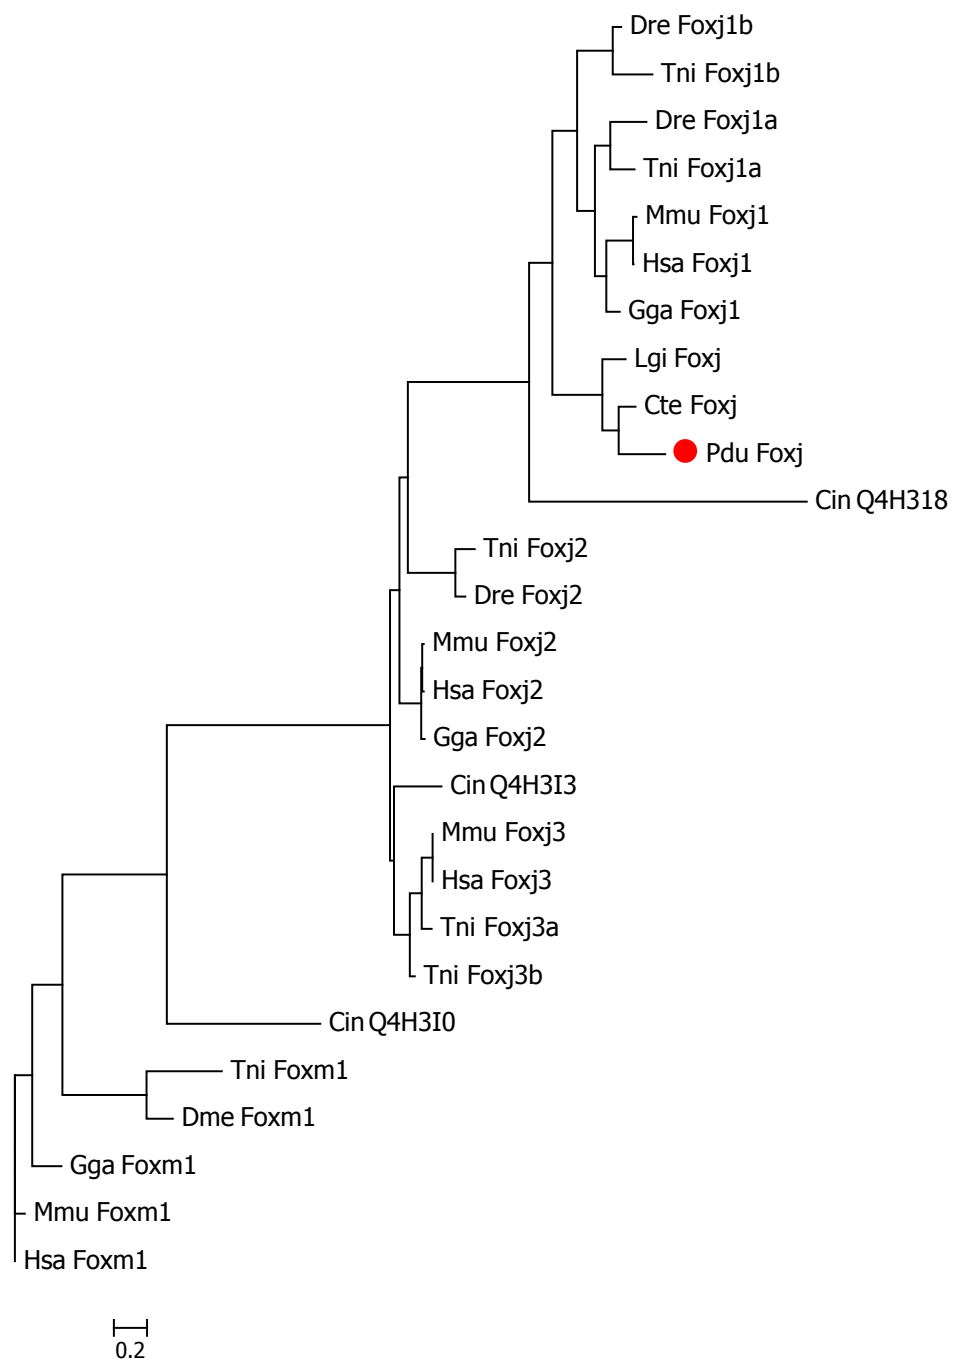 Dre Foxj1b
Tni Foxj1b
Dre Foxj1a
Tni Foxj1a
Mmu Foxj1
Hsa Foxj1
Gga Foxj1
Lgi Foxj
Cte Foxj
Pdu Foxj
Cin Q4H318
Tni Foxj2
Dre Foxj2
Mmu Foxj2
Hsa Foxj2
Gga Foxj2
Cin Q4H3I3
Mmu Foxj3
Hsa Foxj3
Tni Foxj3a
Tni Foxj3b
Cin Q4H3I0
Tni Foxm1
Dme Foxm1
Gga Foxm1
Mmu Foxm1
Hsa Foxm1
0.2